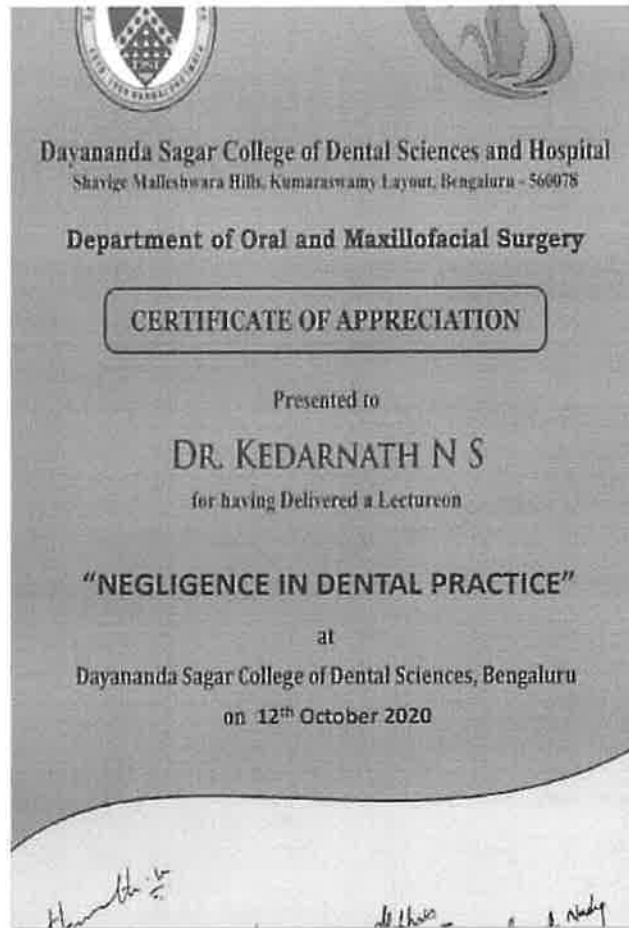 Dayananda Sagar College of Dental Sciences and Hospital
Shavige Malleshwara Hills, Kumaraswamy Layout, Bengaluru - 560078
Department of Oral and Maxillofacial Surgery
CERTIFICATE OF APPRECIATION
Presented to
DR. KEDARNATH N S
for having Delivered a Lectureon
"NEGLIGENCE IN DENTAL PRACTICE"
at
Dayananda Sagar College of Dental Sciences, Bengaluru
on 12th October 2020